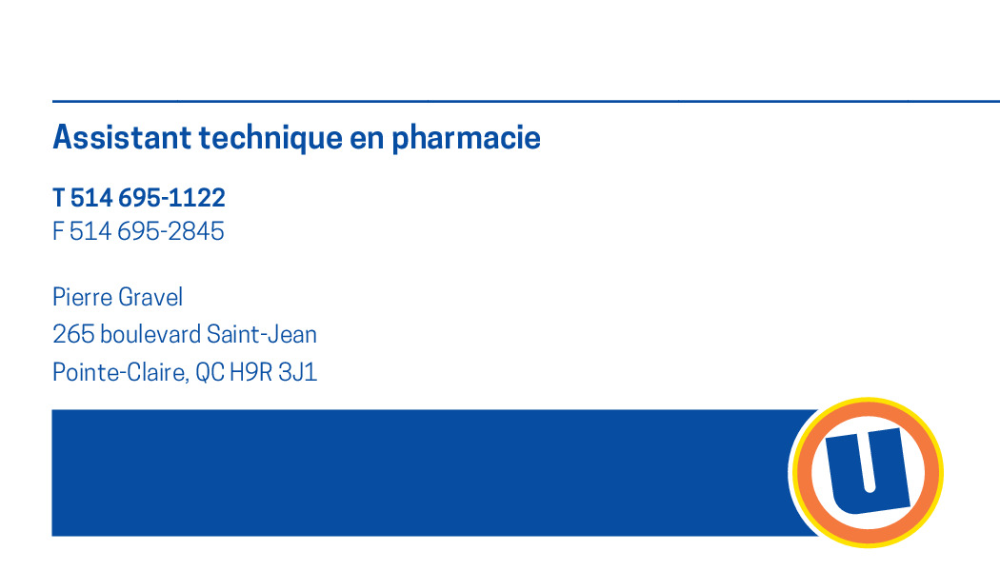 Assistant technique en pharmacie
T 514 695-1122
F 514 695-2845
Pierre Gravel
265 boulevard Saint-Jean
Pointe-Claire, QC H9R 3J1
U